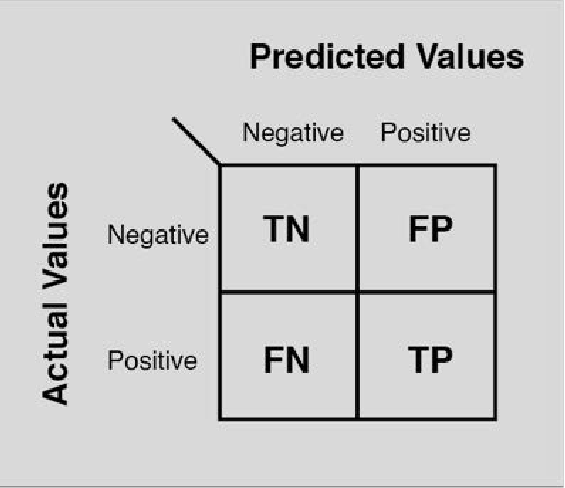 Predicted Values
Negative Positive
Actual Values
Negative TN FP
Positive FN TP